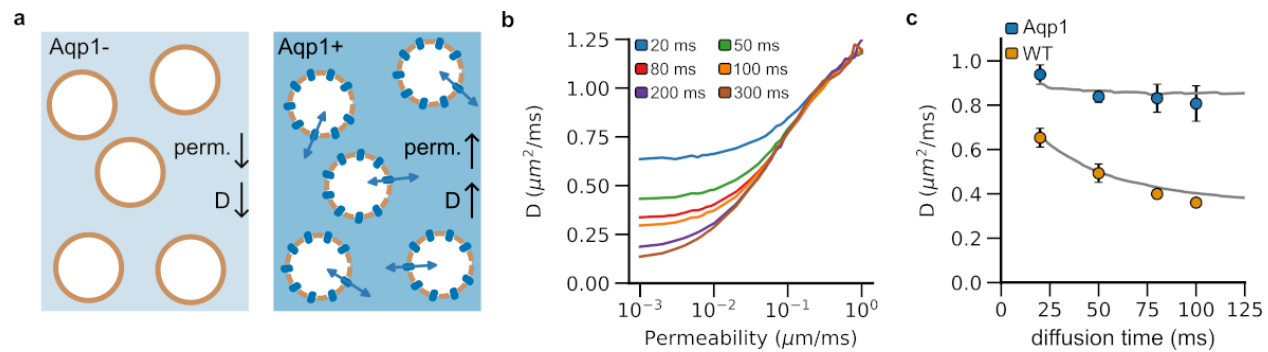 a
Aqp1-
perm. ↓
D ↓
Aqp1+
perm. ↑
D ↑
b
D (μm²/ms)
1.25
1.00
0.75
0.50
0.25
0.00
20 ms
50 ms
80 ms
100 ms
200 ms
300 ms
10⁻³ 10⁻² 10⁻¹ 10⁰
Permeability (μm/ms)
c
Aqp1
WT
D (μm²/ms)
1.0
0.8
0.6
0.4
0.2
0.0
0 25 50 75 100 125
diffusion time (ms)